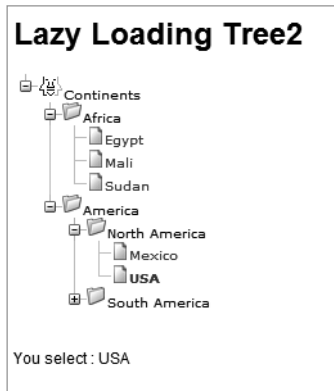 Lazy Loading Tree2
Continents
Africa
Egypt
Mali
Sudan
America
North America
Mexico
USA
South America
You select : USA